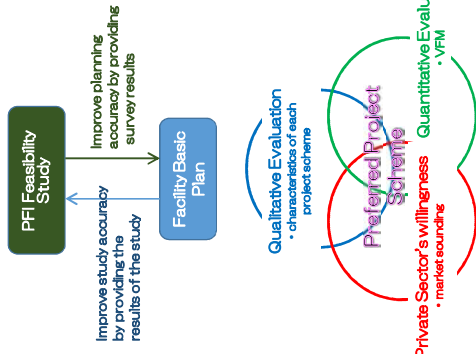 PFI Feasibility
Study
Improve study accuracy
by providing the
results of the study
Improve planning
accuracy by providing
survey results
Facility Basic
Plan
Qualitative Evaluation
・characteristics of each
project scheme
Preferred Project
Scheme
Private Sector's willingness
・market sounding
Quantitative Evalu
・VFM